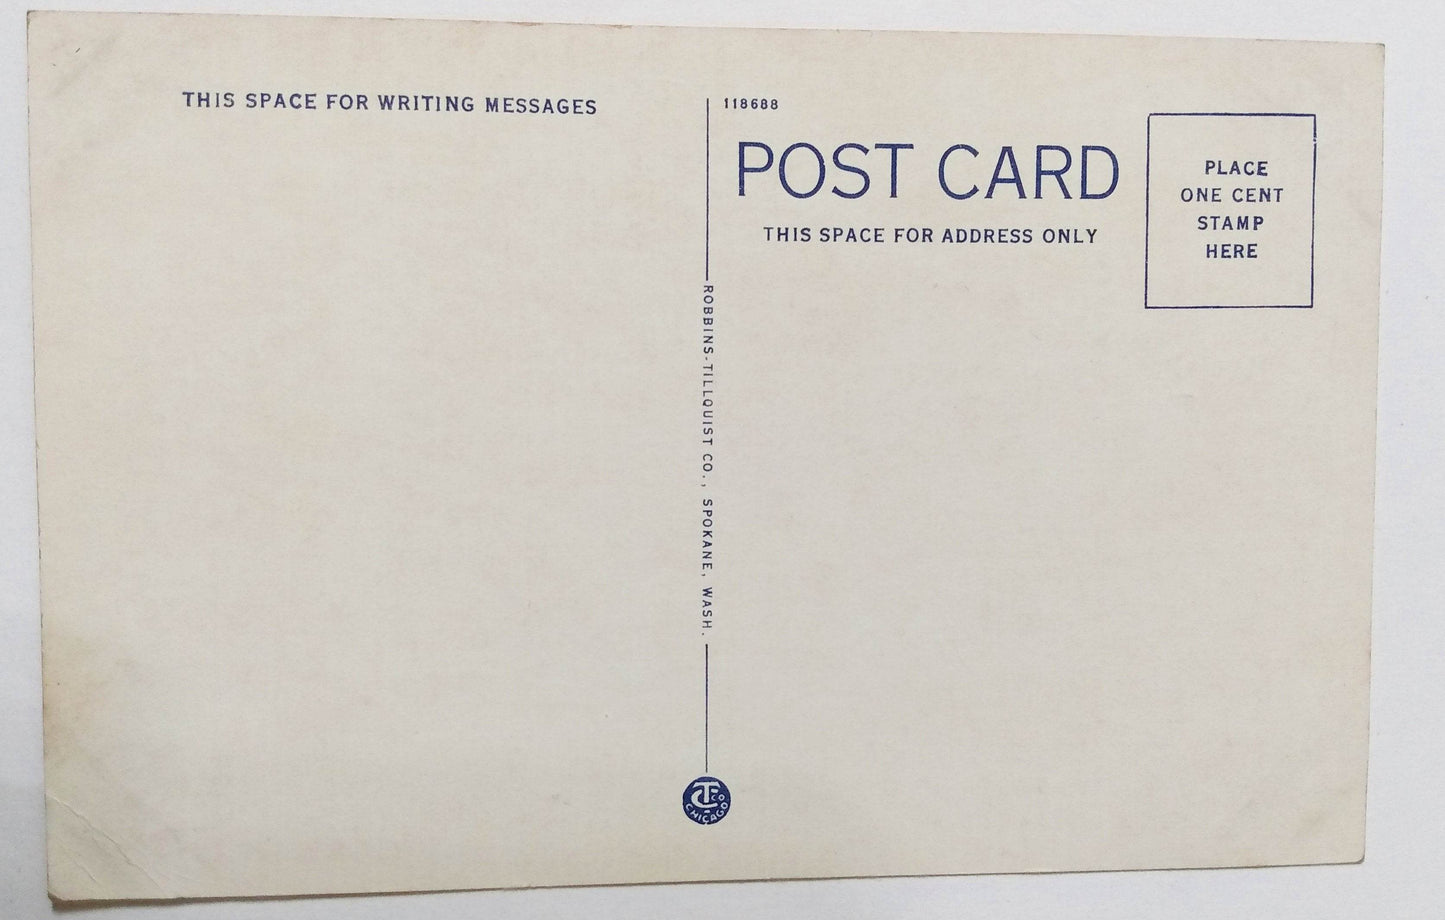 THIS SPACE FOR WRITING MESSAGES
118688
POST CARD
THIS SPACE FOR ADDRESS ONLY
PLACE
ONE CENT
STAMP
HERE
ROBBINS-TILLQUIST CO., SPOKANE, WASH.
CT CO
CHICAGO